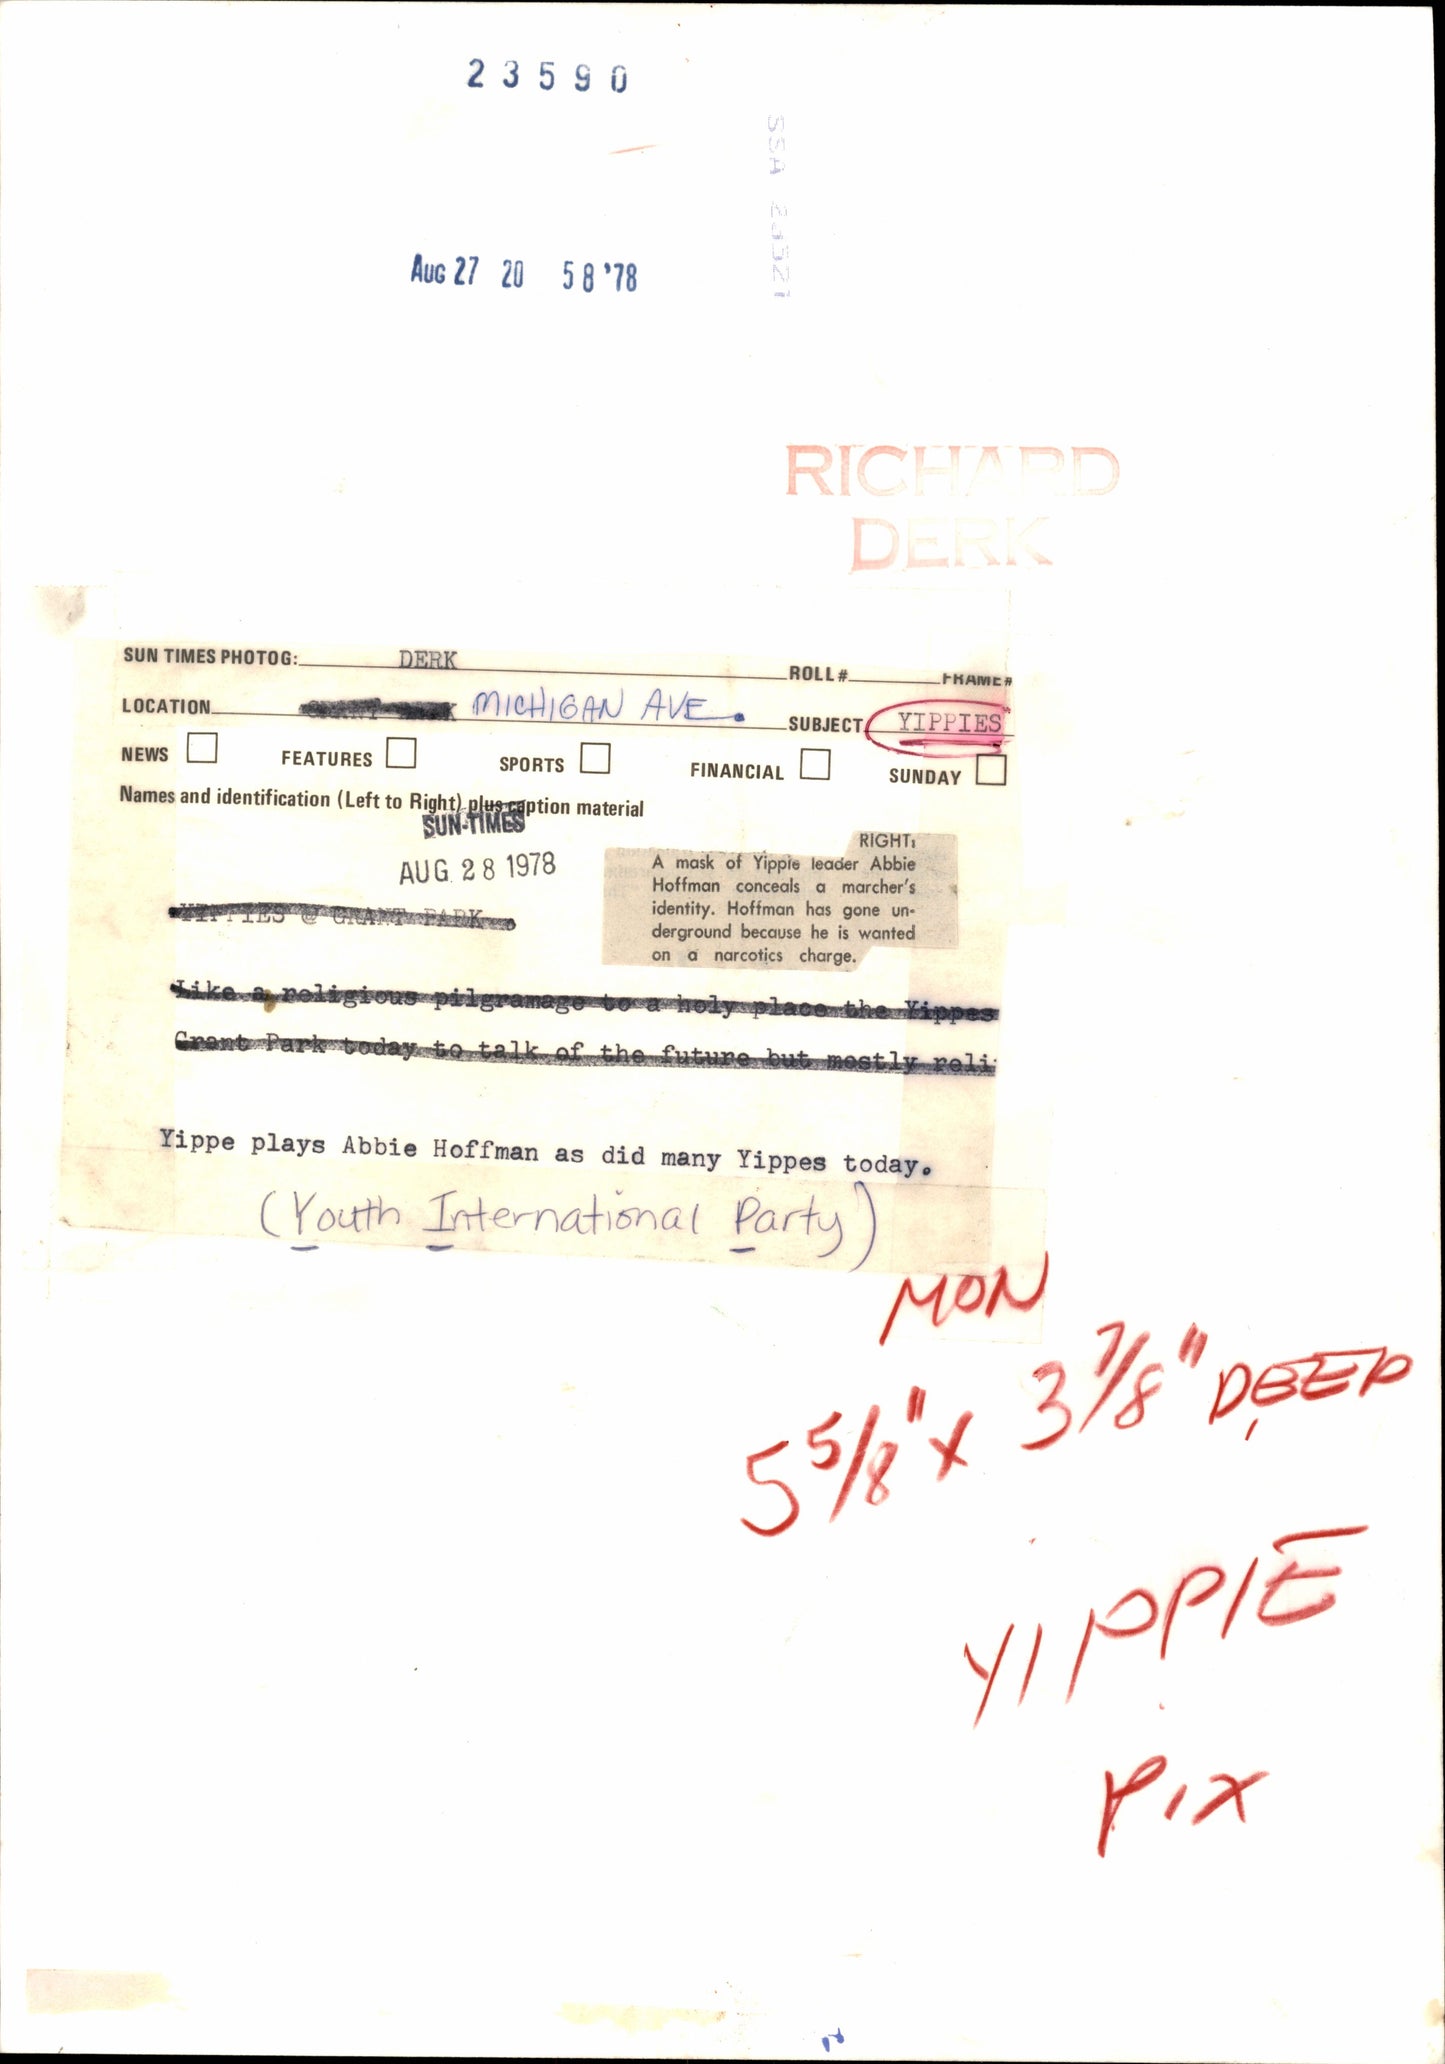 23590
Aug 27 20 58 '78
RICHARD
DERK
SUN TIMES PHOTOG: DERK ROLL# FRAME#
LOCATION MICHIGAN AVE. SUBJECT YIPPIES
NEWS FEATURES SPORTS FINANCIAL SUNDAY
Names and identification (Left to Right) plus caption material
SUN-TIMES
AUG 28 1978
RIGHT:
A mask of Yippie leader Abbie
Hoffman conceals a marcher's
identity. Hoffman has gone un-
derground because he is wanted
on a narcotics charge.
YIPPIES @ GRANT PARK
Like a religious pilgramage to a holy place the Yippes
Grant Park today to talk of the future but mostly reli
Yippe plays Abbie Hoffman as did many Yippes today.
(Youth International Party)
MON
5 5/8" x 3 7/8" DEEP
YIPPIE
PIX